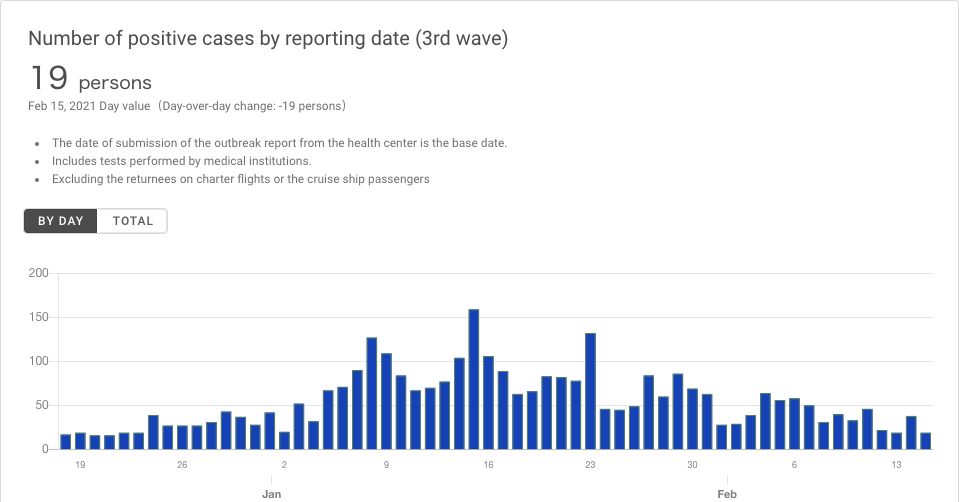 Number of positive cases by reporting date (3rd wave)
19 persons
Feb 15, 2021 Day value（Day-over-day change: -19 persons）
• The date of submission of the outbreak report from the health center is the base date.
• Includes tests performed by medical institutions.
• Excluding the returnees on charter flights or the cruise ship passengers
BY DAY TOTAL
200
150
100
50
0
19 26 2 9 16 23 30 6 13
Jan Feb